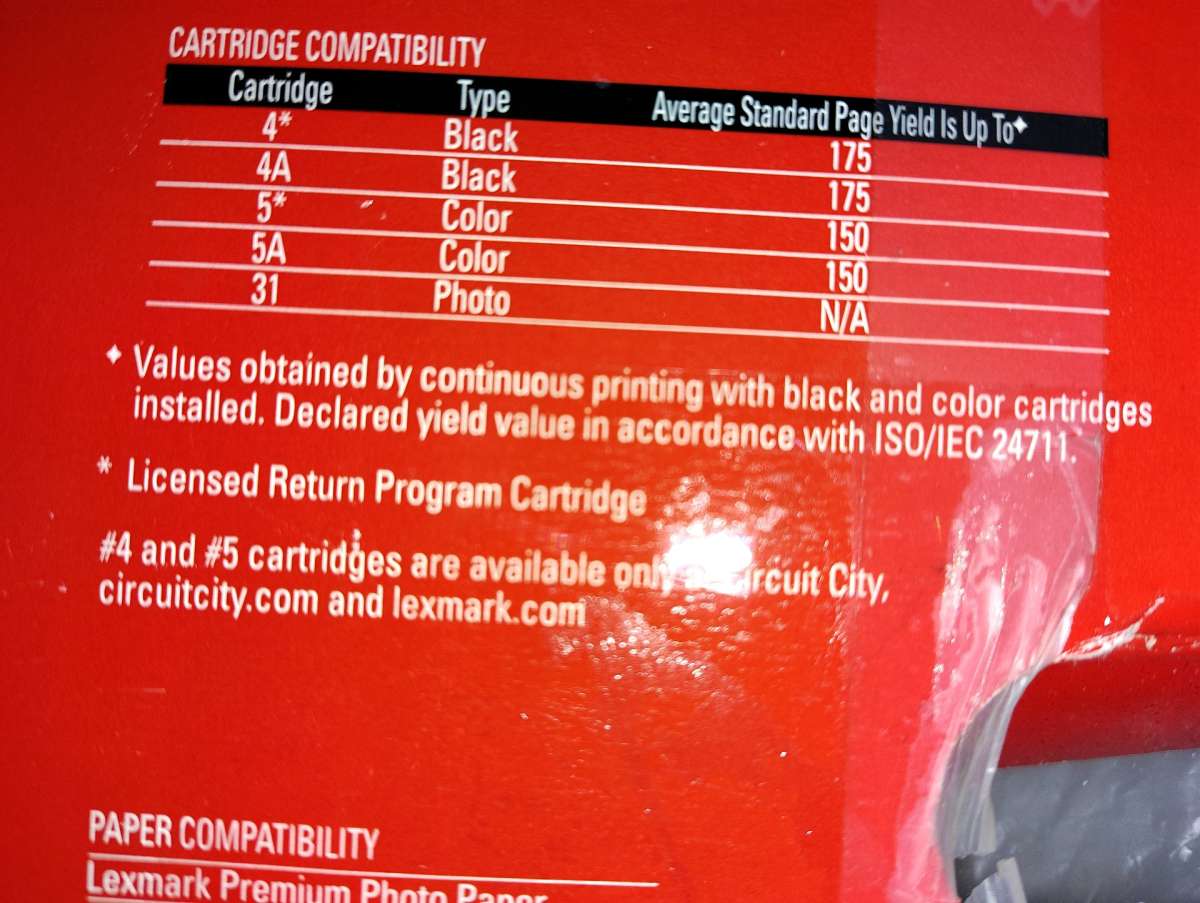 CARTRIDGE COMPATIBILITY
Cartridge Type Average Standard Page Yield Is Up To✦
4* Black 175
4A Black 175
5* Color 150
5A Color 150
31 Photo N/A
✦ Values obtained by continuous printing with black and color cartridges
installed. Declared yield value in accordance with ISO/IEC 24711.
* Licensed Return Program Cartridge
#4 and #5 cartridges are available only Circuit City,
circuitcity.com and lexmark.com
PAPER COMPATIBILITY
Lexmark Premium Photo Paper